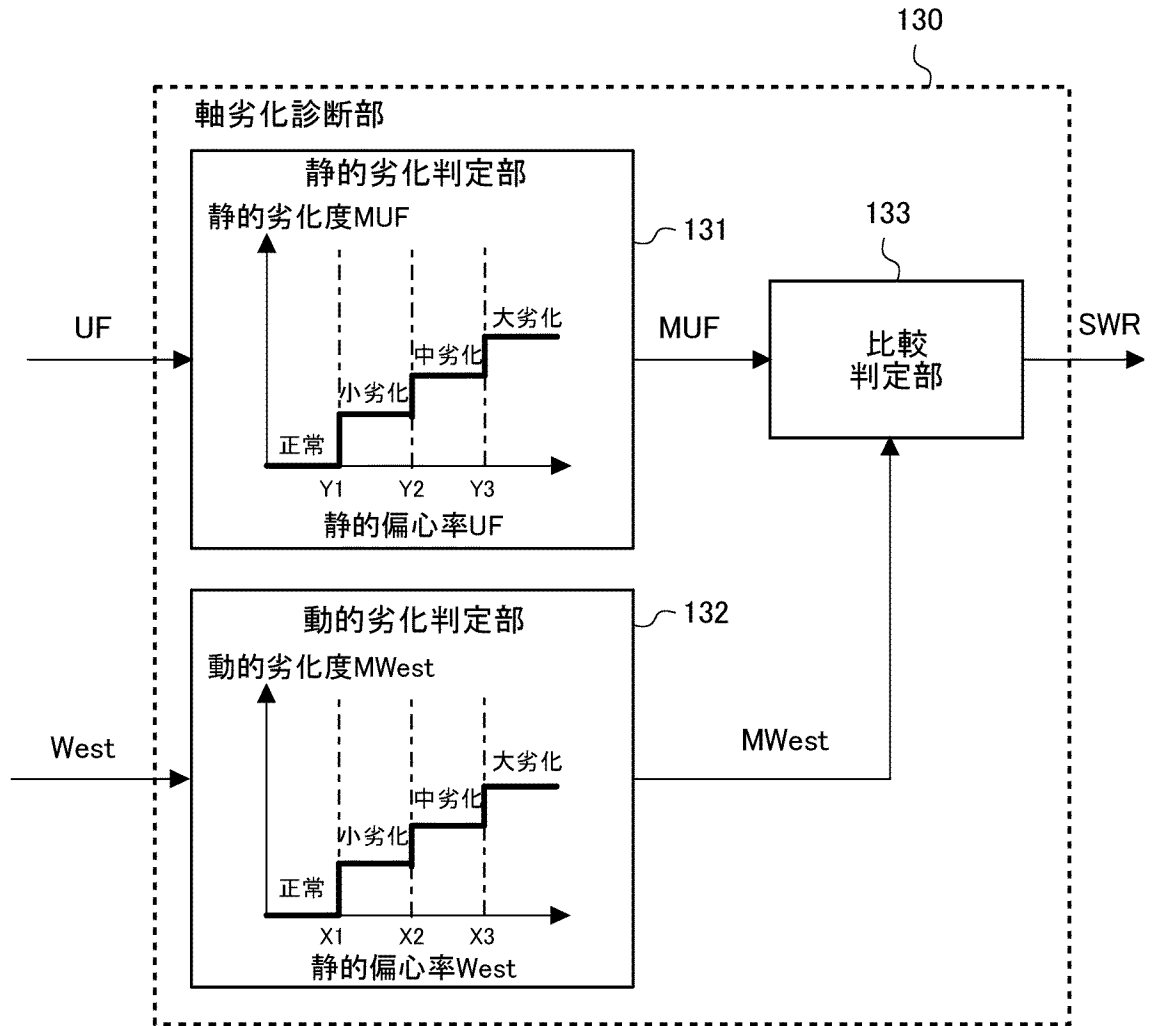 130
軸劣化診断部
静的劣化判定部
静的劣化度MUF
131
大劣化
中劣化
小劣化
正常
Y1 Y2 Y3
静的偏心率UF
UF
MUF
133
比較
判定部
SWR
動的劣化判定部
132
動的劣化度MWest
大劣化
中劣化
小劣化
正常
X1 X2 X3
静的偏心率West
West
MWest